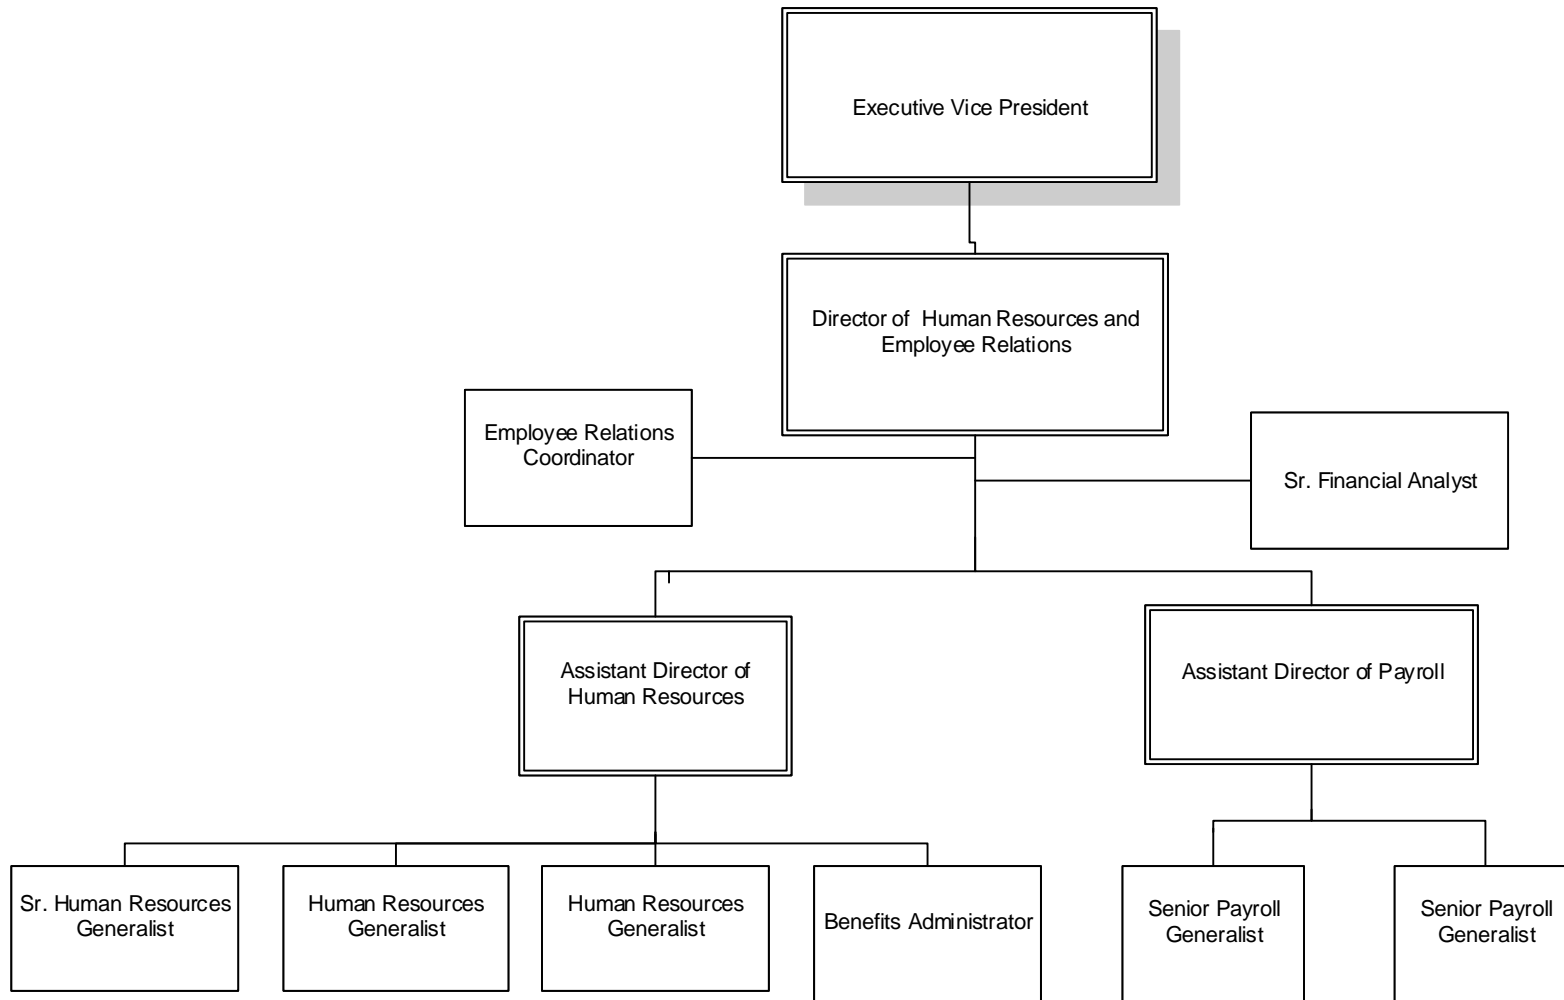 Executive Vice President
Director of  Human Resources and
Employee Relations
Employee Relations
Coordinator
Sr. Financial Analyst
Assistant Director of
Human Resources
Assistant Director of Payroll
Sr. Human Resources
Generalist
Human Resources
Generalist
Human Resources
Generalist
Benefits Administrator
Senior Payroll
Generalist
Senior Payroll
Generalist